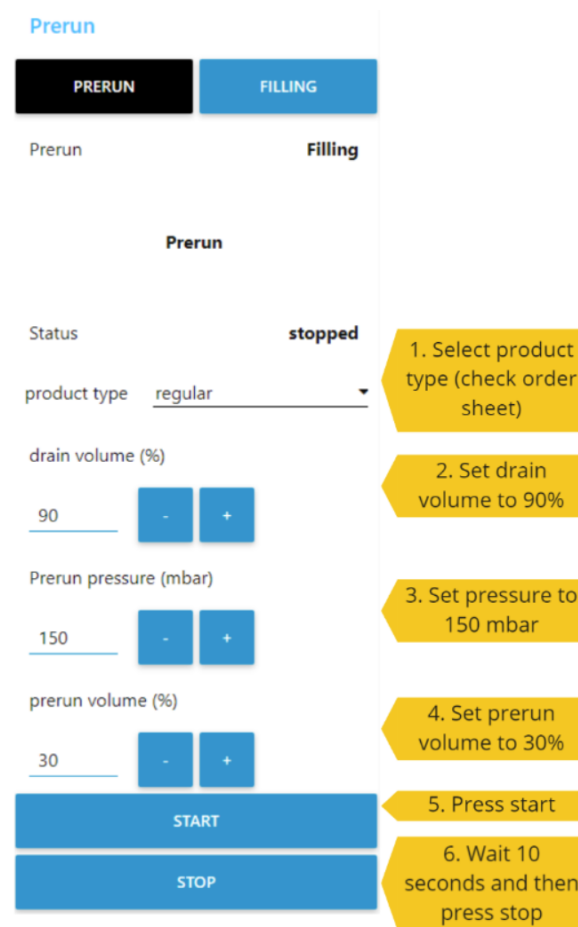 Prerun
PRERUN
FILLING
Prerun
Filling
Prerun
Status
stopped
1. Select product
type (check order
sheet)
product type
regular
drain volume (%)
2. Set drain
volume to 90%
90
-
+
Prerun pressure (mbar)
3. Set pressure to
150 mbar
150
-
+
prerun volume (%)
4. Set prerun
volume to 30%
30
-
+
5. Press start
START
6. Wait 10
seconds and then
press stop
STOP